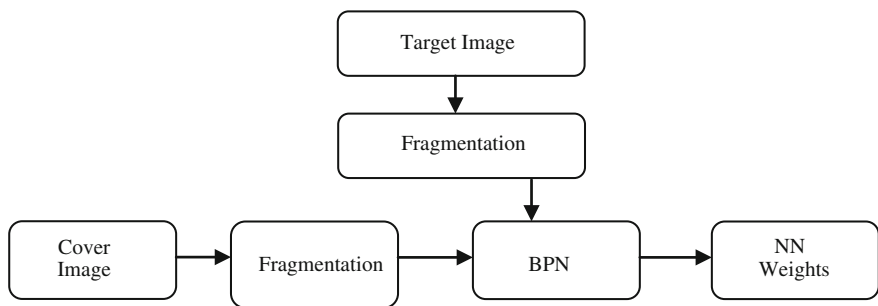 Target Image
Fragmentation
Cover
Image
Fragmentation
BPN
NN
Weights